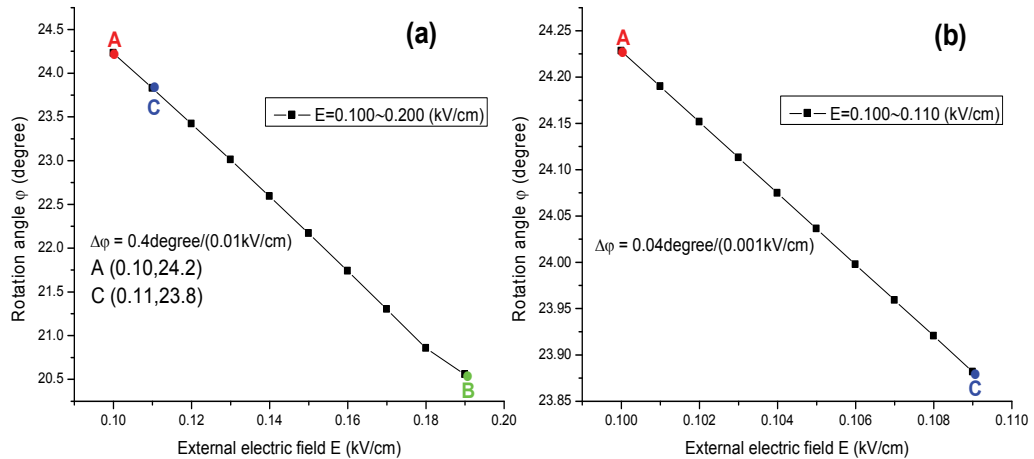 (a)
A
C
B
E=0.100~0.200 (kV/cm)
Δφ = 0.4degree/(0.01kV/cm)
A (0.10,24.2)
C (0.11,23.8)
Rotation angle φ (degree)
24.5
24.0
23.5
23.0
22.5
22.0
21.5
21.0
20.5
0.10
0.12
0.14
0.16
0.18
0.20
External electric field E (kV/cm)
(b)
A
C
E=0.100~0.110 (kV/cm)
Δφ = 0.04degree/(0.001kV/cm)
Rotation angle φ (degree)
24.25
24.20
24.15
24.10
24.05
24.00
23.95
23.90
23.85
0.100
0.102
0.104
0.106
0.108
0.110
External electric field E (kV/cm)